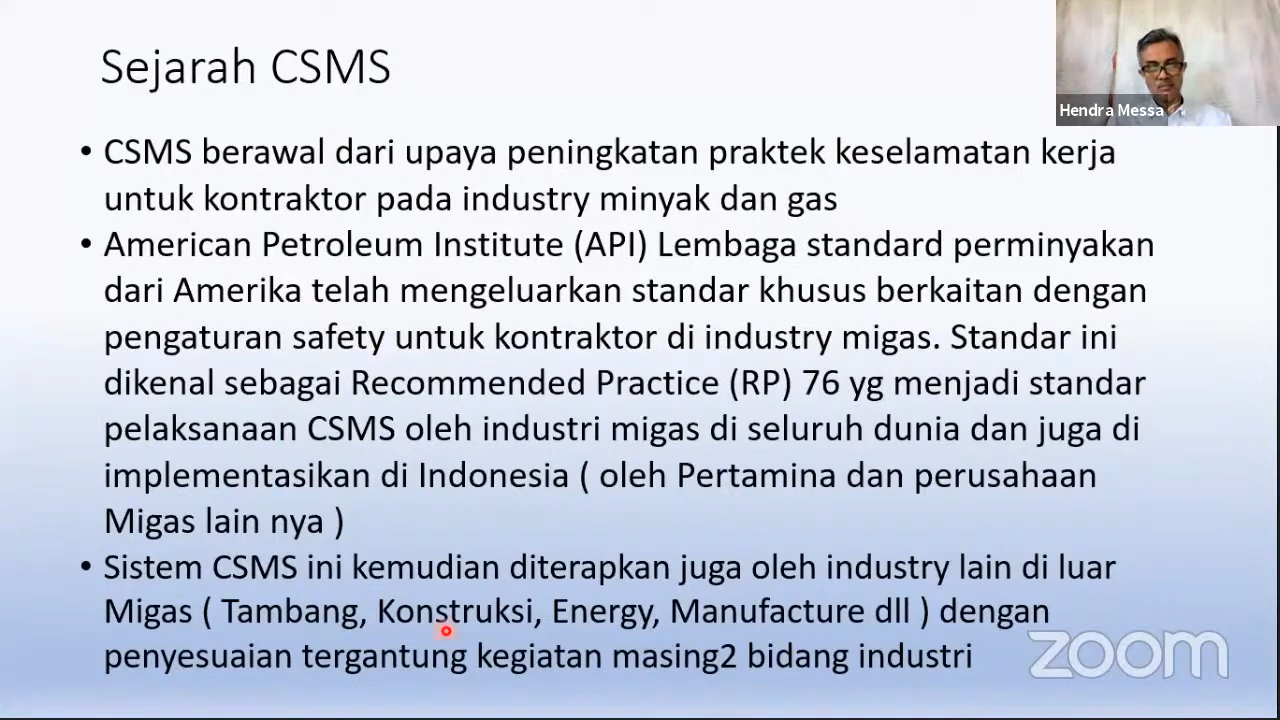 Sejarah CSMS
Hendra Messa
• CSMS berawal dari upaya peningkatan praktek keselamatan kerja
untuk kontraktor pada industry minyak dan gas
• American Petroleum Institute (API) Lembaga standard perminyakan
dari Amerika telah mengeluarkan standar khusus berkaitan dengan
pengaturan safety untuk kontraktor di industry migas. Standar ini
dikenal sebagai Recommended Practice (RP) 76 yg menjadi standar
pelaksanaan CSMS oleh industri migas di seluruh dunia dan juga di
implementasikan di Indonesia ( oleh Pertamina dan perusahaan
Migas lain nya )
• Sistem CSMS ini kemudian diterapkan juga oleh industry lain di luar
Migas ( Tambang, Konstruksi, Energy, Manufacture dll ) dengan
penyesuaian tergantung kegiatan masing2 bidang industri
zoom